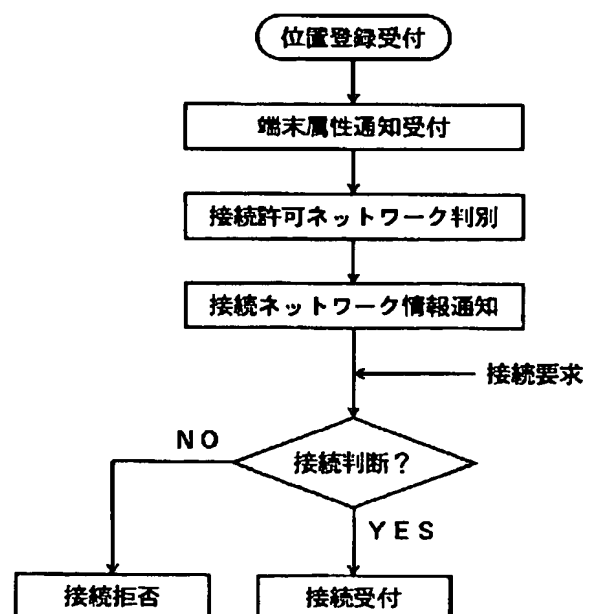 位置登録受付
端末属性通知受付
接続許可ネットワーク判別
接続ネットワーク情報通知
接続要求
NO
接続判断?
YES
接続拒否
接続受付